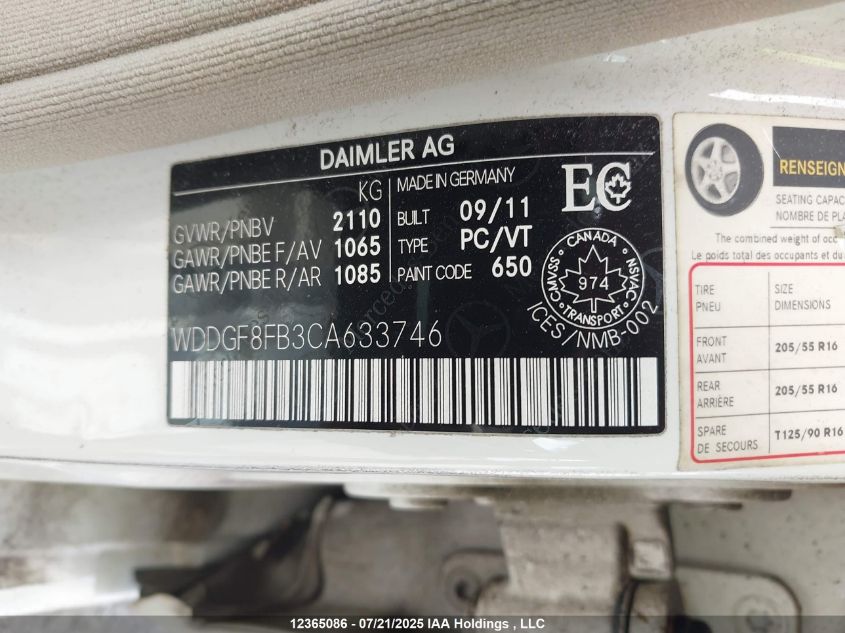 DAIMLER AG
KG
GVWR/PNBV 2110
GAWR/PNBE F/AV 1065
GAWR/PNBE R/AR 1085
MADE IN GERMANY
BUILT 09/11
TYPE PC/VT
PAINT CODE 650
EC
CANADA
CMVSS 974 NSVAC
TRANSPORT
ICES/NMB-002
WDDGF8FB3CA633746
RENSEIGN
SEATING CAPAC
NOMBRE DE PLA
The combined weight of occ
Le poids total des occupants et du
TIRE SIZE
PNEU DIMENSIONS
FRONT
AVANT 205/55 R16
REAR
ARRIÈRE 205/55 R16
SPARE
DE SECOURS T125/90 R16
12365086 - 07/21/2025 IAA Holdings , LLC